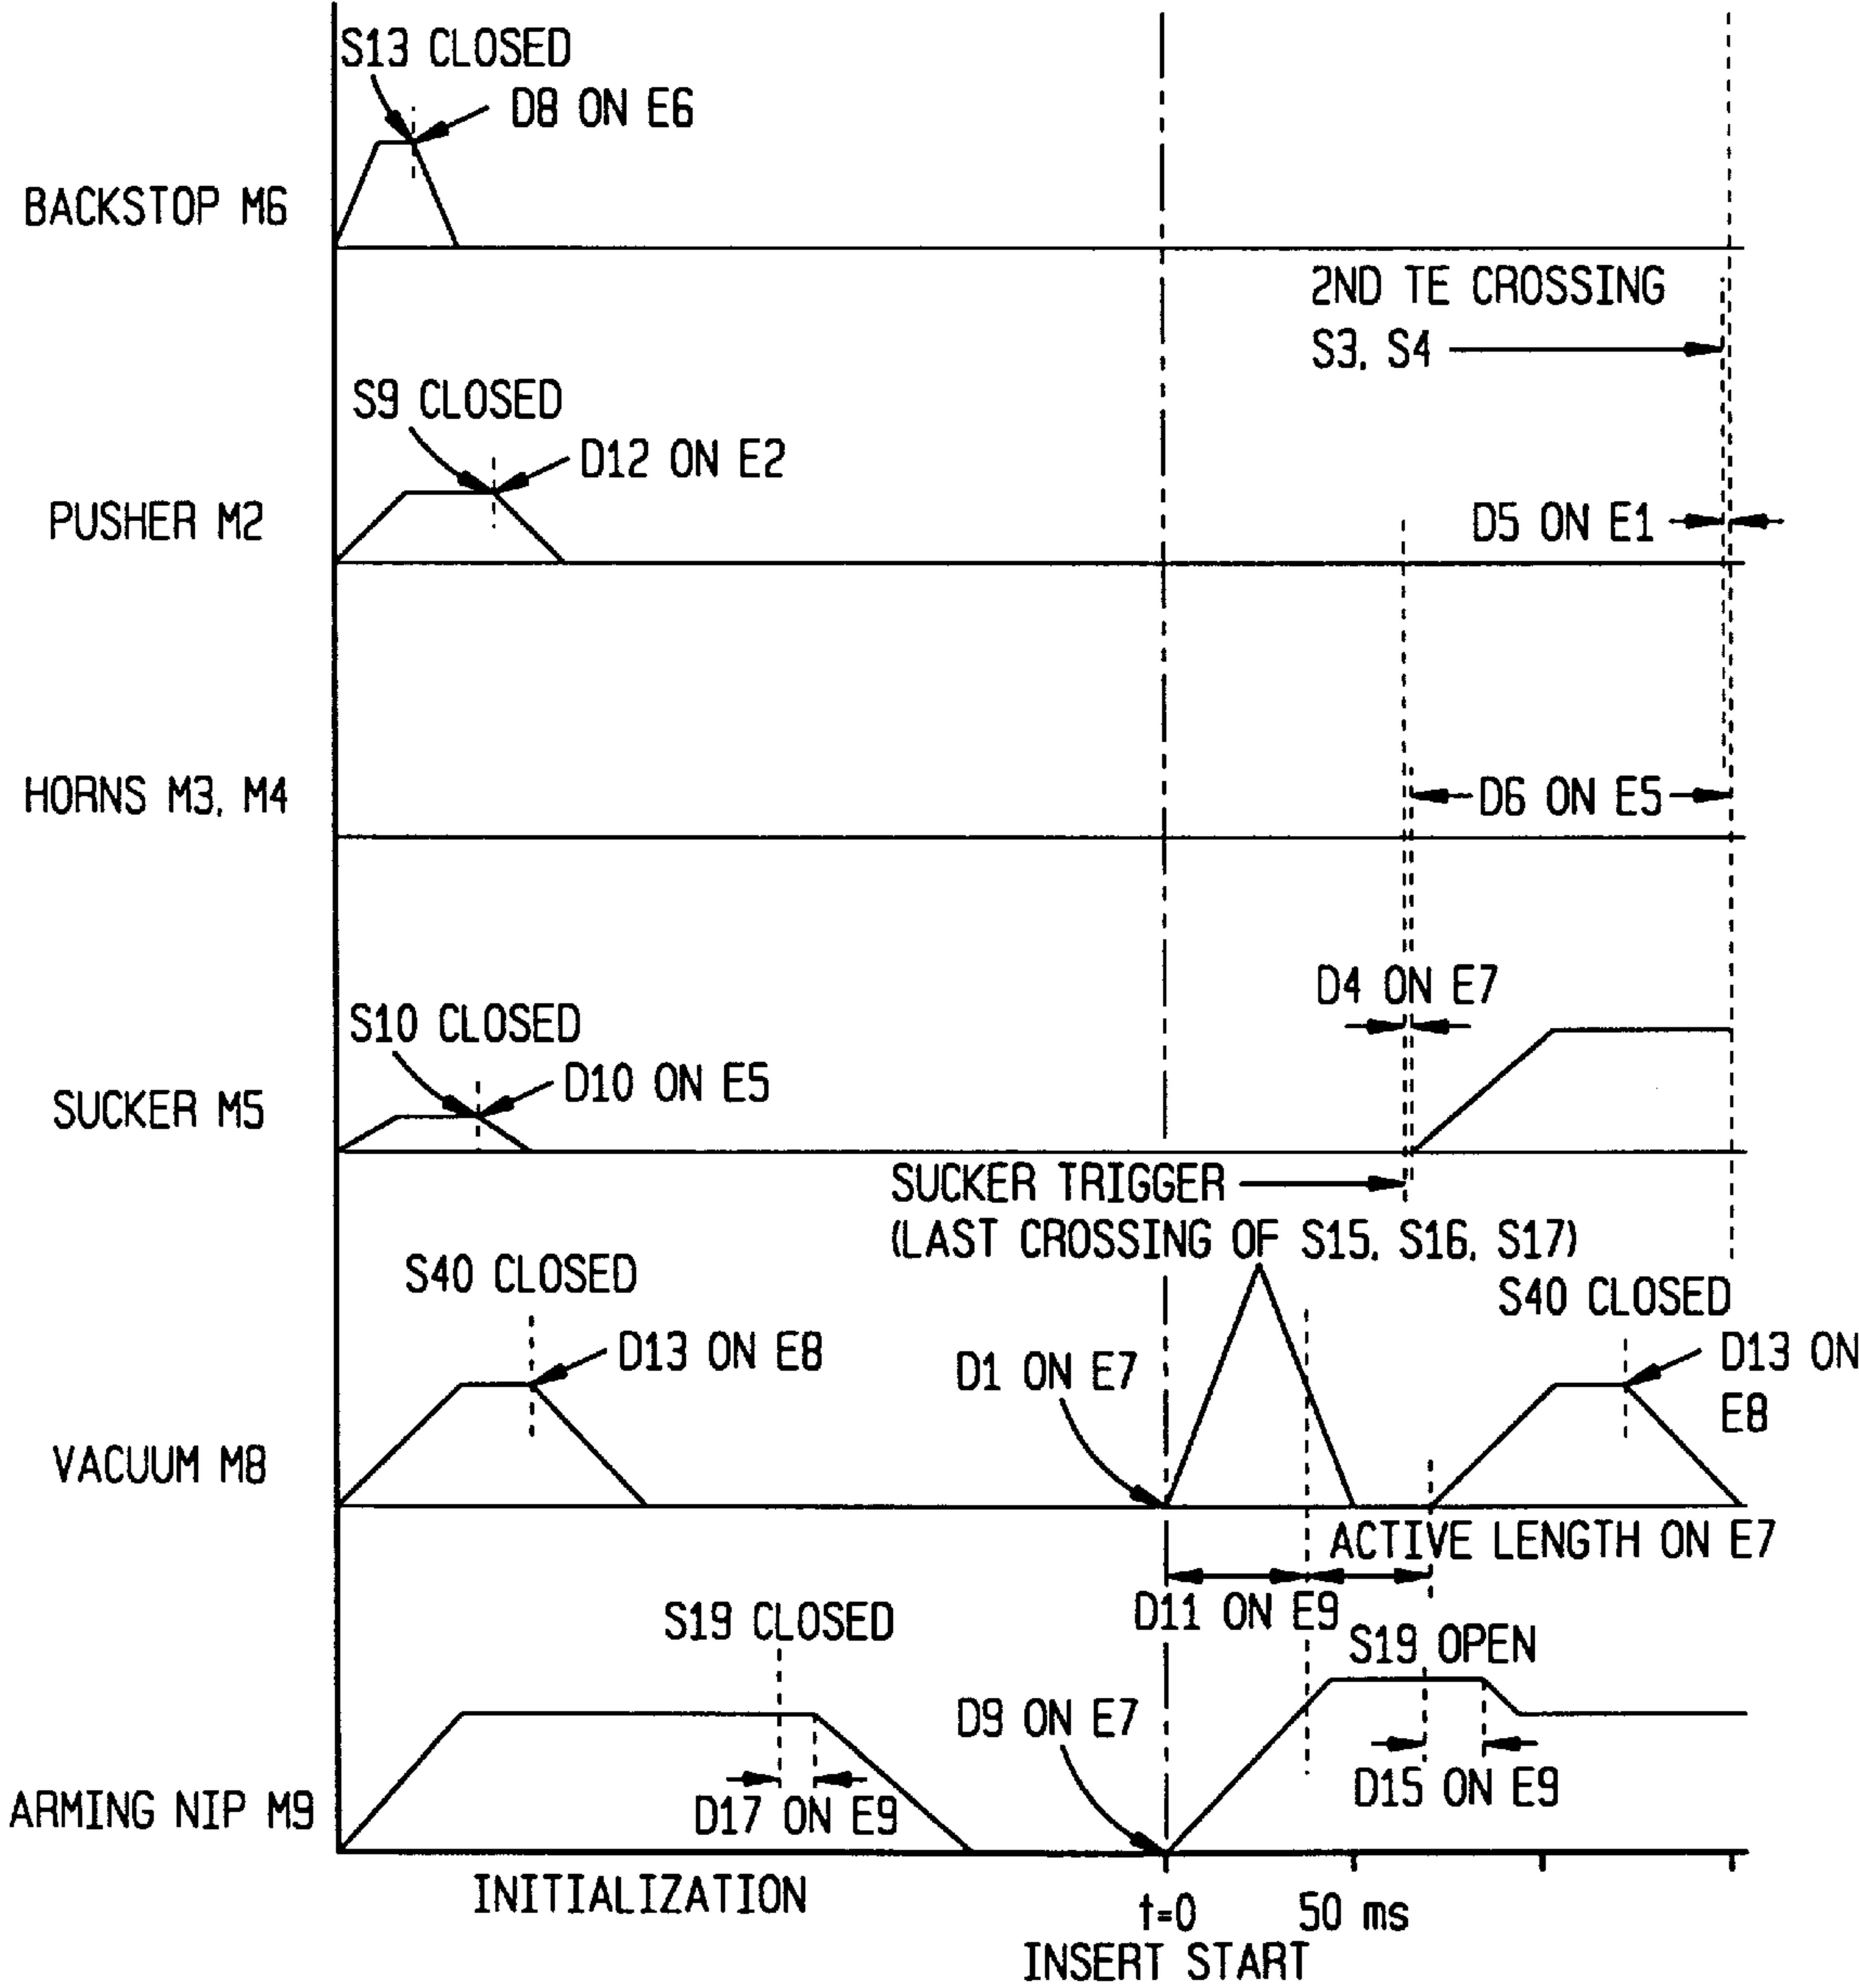 S13 CLOSED
D8 ON E6
BACKSTOP M6
2ND TE CROSSING
S3, S4
S9 CLOSED
D12 ON E2
PUSHER M2
D5 ON E1
HORNS M3, M4
D6 ON E5
D4 ON E7
S10 CLOSED
D10 ON E5
SUCKER M5
SUCKER TRIGGER
(LAST CROSSING OF S15, S16, S17)
S40 CLOSED
S40 CLOSED
D13 ON E8
D1 ON E7
D13 ON
E8
VACUUM M8
ACTIVE LENGTH ON E7
D11 ON E9
S19 CLOSED
S19 OPEN
D9 ON E7
D15 ON E9
D17 ON E9
ARMING NIP M9
INITIALIZATION
t=0
50 ms
INSERT START